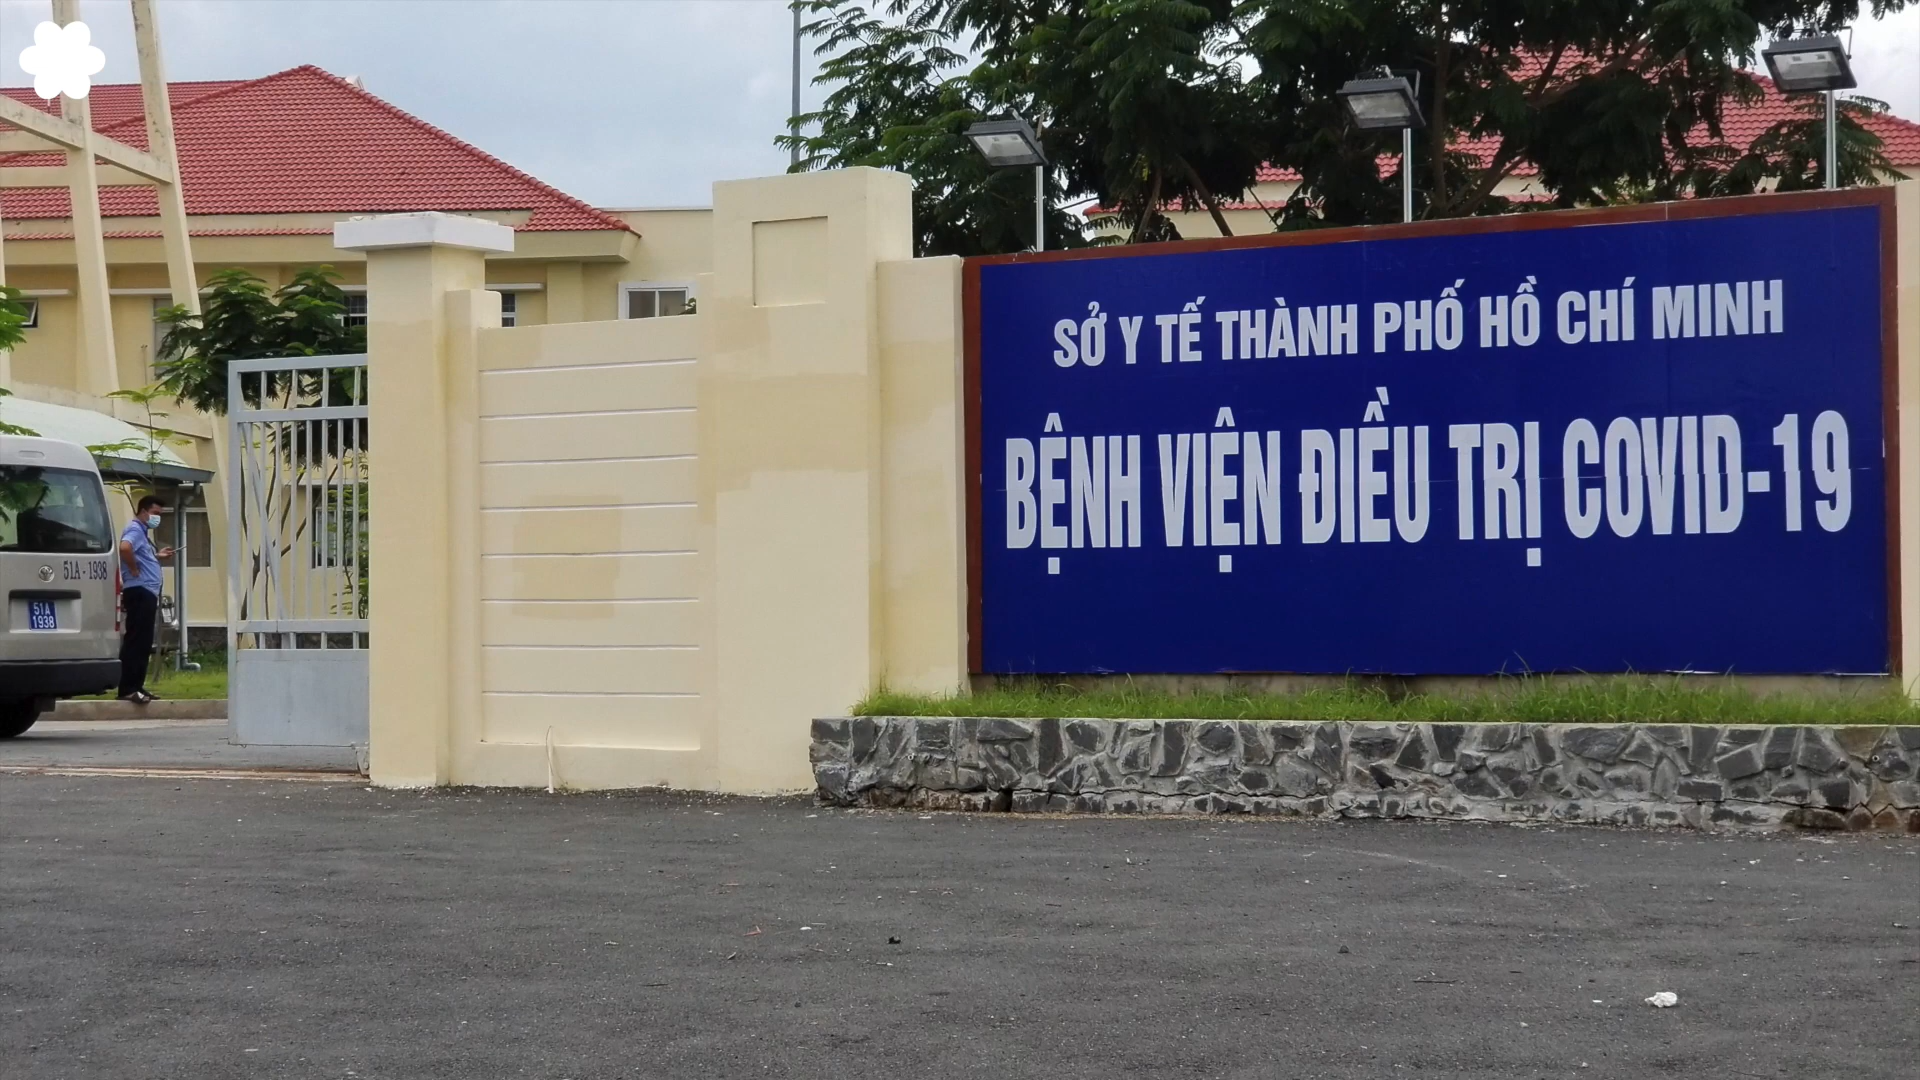 SỞ Y TẾ THÀNH PHỐ HỒ CHÍ MINH
BỆNH VIỆN ĐIỀU TRỊ COVID-19
51A - 1938
51A
1938